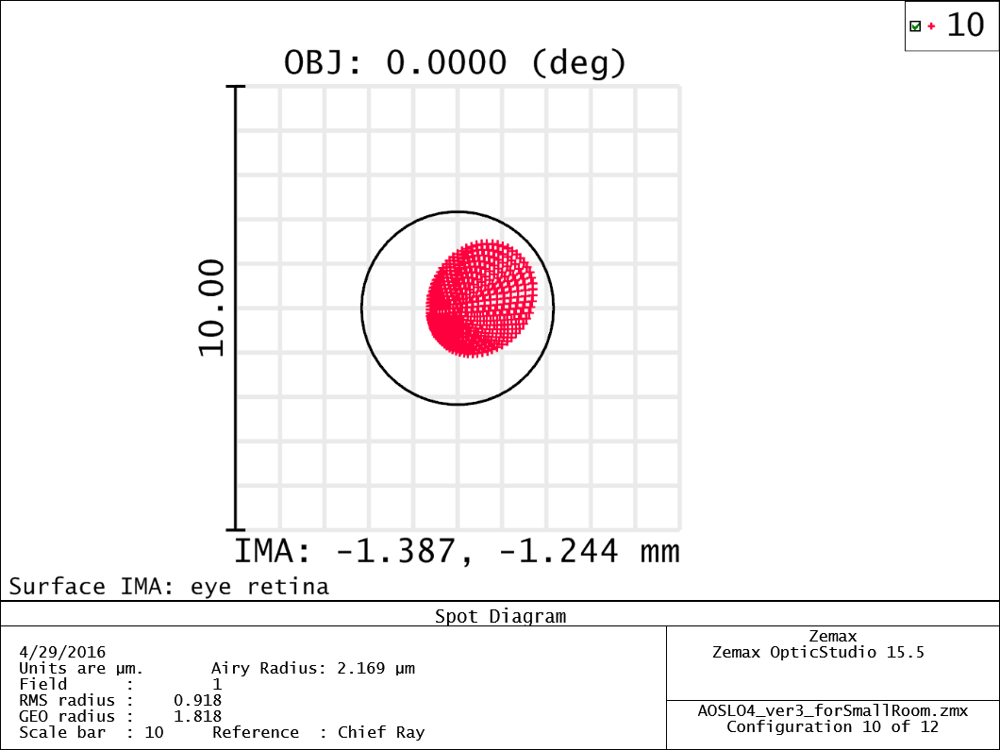 10
OBJ: 0.0000 (deg)
10.00
IMA: -1.387, -1.244 mm
Surface IMA: eye retina
Spot Diagram
4/29/2016
Units are µm. Airy Radius: 2.169 µm
Field : 1
RMS radius : 0.918
GEO radius : 1.818
Scale bar : 10 Reference : Chief Ray
Zemax
Zemax OpticStudio 15.5
AOSLO4_ver3_forSmallRoom.zmx
Configuration 10 of 12